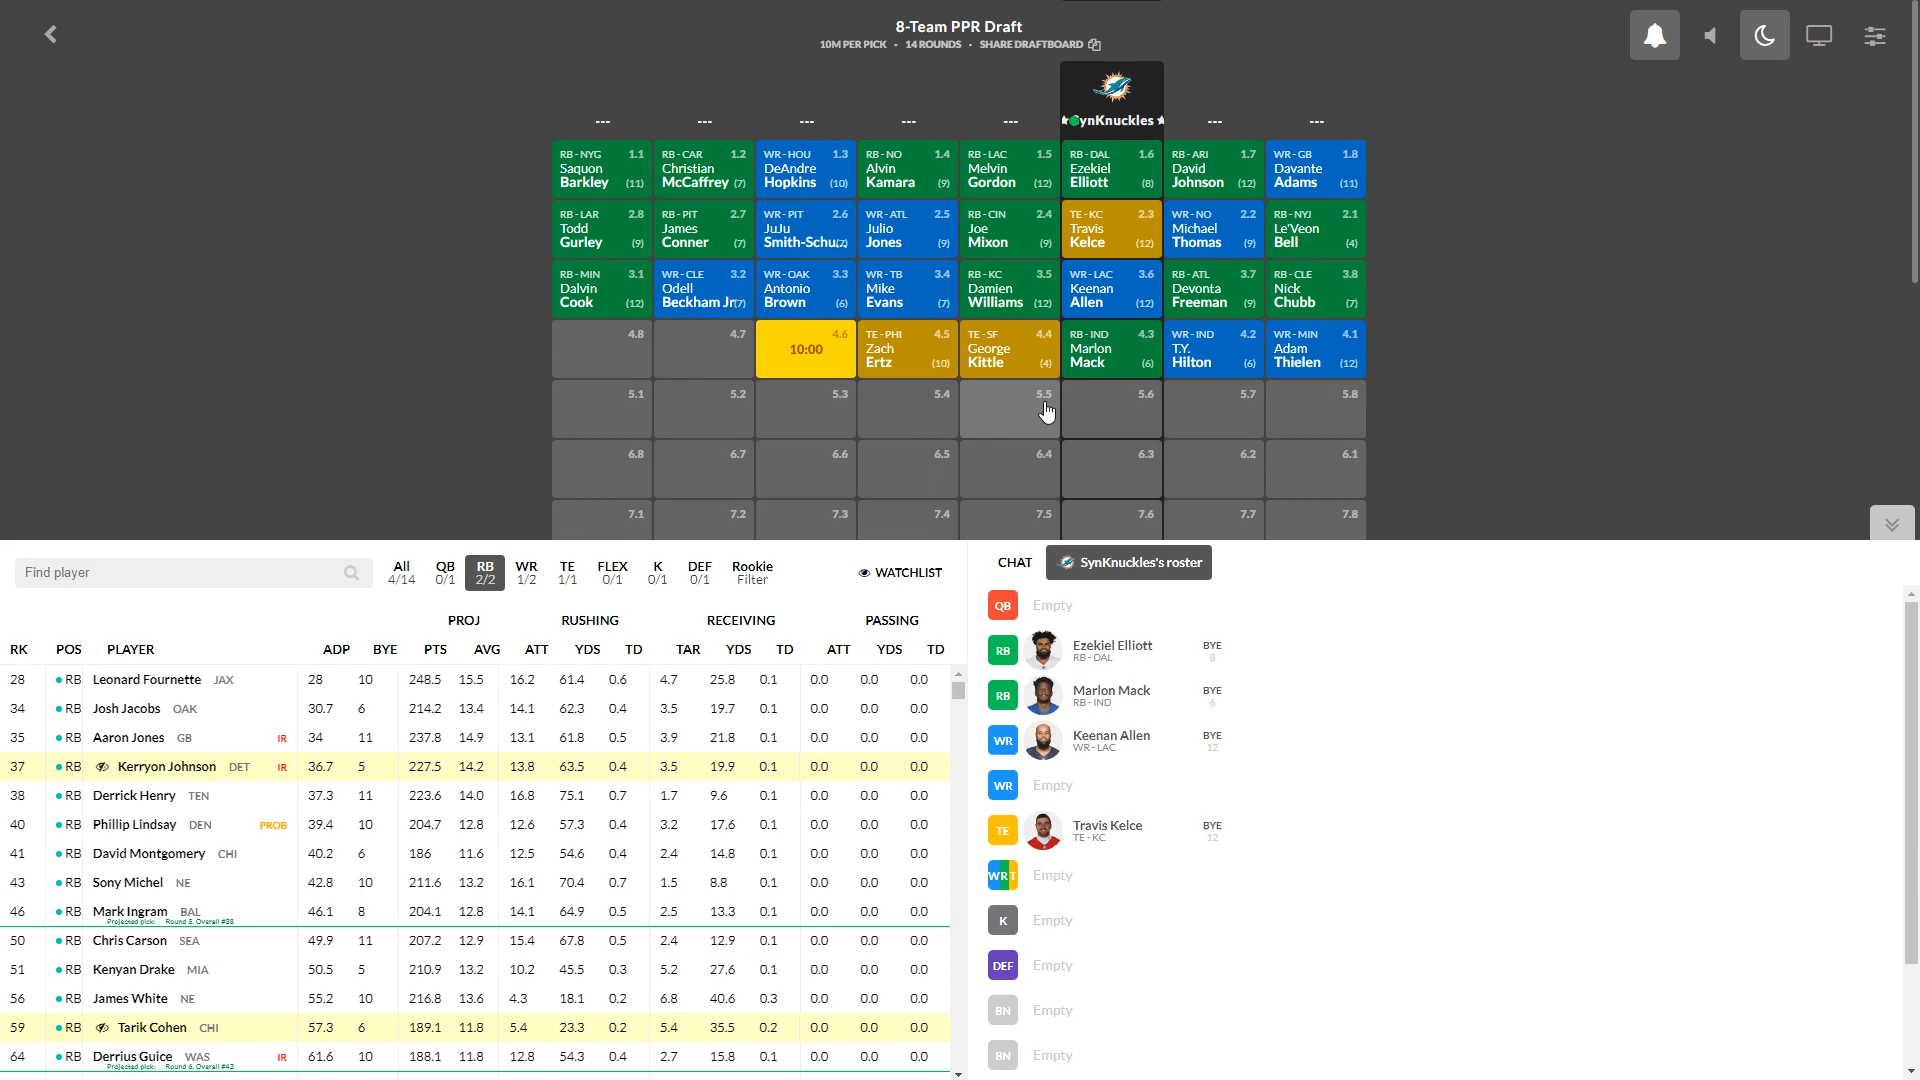 8-Team PPR Draft
10M PER PICK - 14 ROUNDS - SHARE DRAFTBOARD
--- --- --- --- --- ★SynKnuckles★ --- ---
RB - NYG 1.1 RB - CAR 1.2 WR - HOU 1.3 RB - NO 1.4 RB - LAC 1.5 RB - DAL 1.6 RB - ARI 1.7 WR - GB 1.8
Saquon Christian DeAndre Alvin Melvin Ezekiel David Davante
Barkley (11) McCaffrey (7) Hopkins (10) Kamara (9) Gordon (12) Elliott (8) Johnson (12) Adams (11)
RB - LAR 2.8 RB - PIT 2.7 WR - PIT 2.6 WR - ATL 2.5 RB - CIN 2.4 TE - KC 2.3 WR - NO 2.2 RB - NYJ 2.1
Todd James JuJu Julio Joe Travis Michael Le'Veon
Gurley (9) Conner (7) Smith-Schu... (7) Jones (9) Mixon (9) Kelce (12) Thomas (9) Bell (4)
RB - MIN 3.1 WR - CLE 3.2 WR - OAK 3.3 WR - TB 3.4 RB - KC 3.5 WR - LAC 3.6 RB - ATL 3.7 RB - CLE 3.8
Dalvin Odell Antonio Mike Damien Keenan Devonta Nick
Cook (12) Beckham Jr (7) Brown (6) Evans (7) Williams (12) Allen (12) Freeman (9) Chubb (7)
4.8 4.7 4.6 TE - PHI 4.5 TE - SF 4.4 RB - IND 4.3 WR - IND 4.2 WR - MIN 4.1
10:00 Zach George Marlon T.Y. Adam
Ertz (10) Kittle (4) Mack (6) Hilton (6) Thielen (12)
5.1 5.2 5.3 5.4 5.5 5.6 5.7 5.8
6.8 6.7 6.6 6.5 6.4 6.3 6.2 6.1
7.1 7.2 7.3 7.4 7.5 7.6 7.7 7.8
Find player
All QB RB WR TE FLEX K DEF Rookie
4/14 0/1 2/2 1/2 1/1 0/1 0/1 0/1 Filter
WATCHLIST
PROJ RUSHING RECEIVING PASSING
RK POS PLAYER ADP BYE PTS AVG ATT YDS TD TAR YDS TD ATT YDS TD
28 RB Leonard Fournette JAX 28 10 248.5 15.5 16.2 61.4 0.6 4.7 25.8 0.1 0.0 0.0 0.0
34 RB Josh Jacobs OAK 30.7 6 214.2 13.4 14.1 62.3 0.4 3.5 19.7 0.1 0.0 0.0 0.0
35 RB Aaron Jones GB IR 34 11 237.8 14.9 13.1 61.8 0.5 3.9 21.8 0.1 0.0 0.0 0.0
37 RB Kerryon Johnson DET IR 36.7 5 227.5 14.2 13.8 63.5 0.4 3.5 19.9 0.1 0.0 0.0 0.0
38 RB Derrick Henry TEN 37.3 11 223.6 14.0 16.8 75.1 0.7 1.7 9.6 0.1 0.0 0.0 0.0
40 RB Phillip Lindsay DEN PROB 39.4 10 204.7 12.8 12.6 57.3 0.4 3.2 17.6 0.1 0.0 0.0 0.0
41 RB David Montgomery CHI 40.2 6 186 11.6 12.5 54.6 0.4 2.4 14.8 0.1 0.0 0.0 0.0
43 RB Sony Michel NE 42.8 10 211.6 13.2 16.1 70.4 0.7 1.5 8.8 0.1 0.0 0.0 0.0
46 RB Mark Ingram BAL 46.1 8 204.1 12.8 14.1 64.9 0.5 2.5 13.3 0.1 0.0 0.0 0.0
Projected pick: Round 5, Overall #38
50 RB Chris Carson SEA 49.9 11 207.2 12.9 15.4 67.8 0.5 2.4 12.9 0.1 0.0 0.0 0.0
51 RB Kenyan Drake MIA 50.5 5 210.9 13.2 10.2 45.5 0.3 5.2 27.6 0.1 0.0 0.0 0.0
56 RB James White NE 55.2 10 216.8 13.6 4.3 18.1 0.2 6.8 40.6 0.3 0.0 0.0 0.0
59 RB Tarik Cohen CHI 57.3 6 189.1 11.8 5.4 23.3 0.2 5.4 35.5 0.2 0.0 0.0 0.0
64 RB Derrius Guice WAS IR 61.6 10 188.1 11.8 12.8 54.3 0.4 2.7 15.8 0.1 0.0 0.0 0.0
Projected pick: Round 6, Overall #43
CHAT SynKnuckles's roster
QB Empty
RB Ezekiel Elliott BYE
RB - DAL 8
RB Marlon Mack BYE
RB - IND 6
WR Keenan Allen BYE
WR - LAC 12
WR Empty
TE Travis Kelce BYE
TE - KC 12
WRT Empty
K Empty
DEF Empty
BN Empty
BN Empty